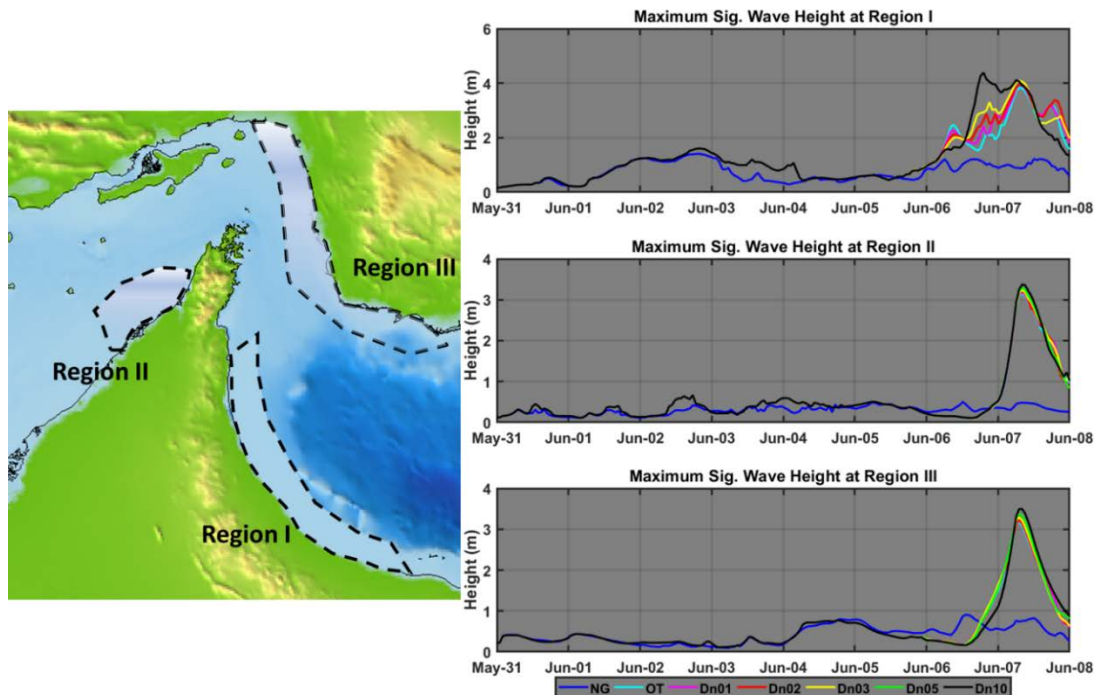 Region III
Region II
Region I
Maximum Sig. Wave Height at Region I
Height (m)
6
4
2
0
May-31 Jun-01 Jun-02 Jun-03 Jun-04 Jun-05 Jun-06 Jun-07 Jun-08
Maximum Sig. Wave Height at Region II
Height (m)
4
3
2
1
0
May-31 Jun-01 Jun-02 Jun-03 Jun-04 Jun-05 Jun-06 Jun-07 Jun-08
Maximum Sig. Wave Height at Region III
Height (m)
4
3
2
1
0
May-31 Jun-01 Jun-02 Jun-03 Jun-04 Jun-05 Jun-06 Jun-07 Jun-08
NG OT Dn01 Dn02 Dn03 Dn05 Dn10